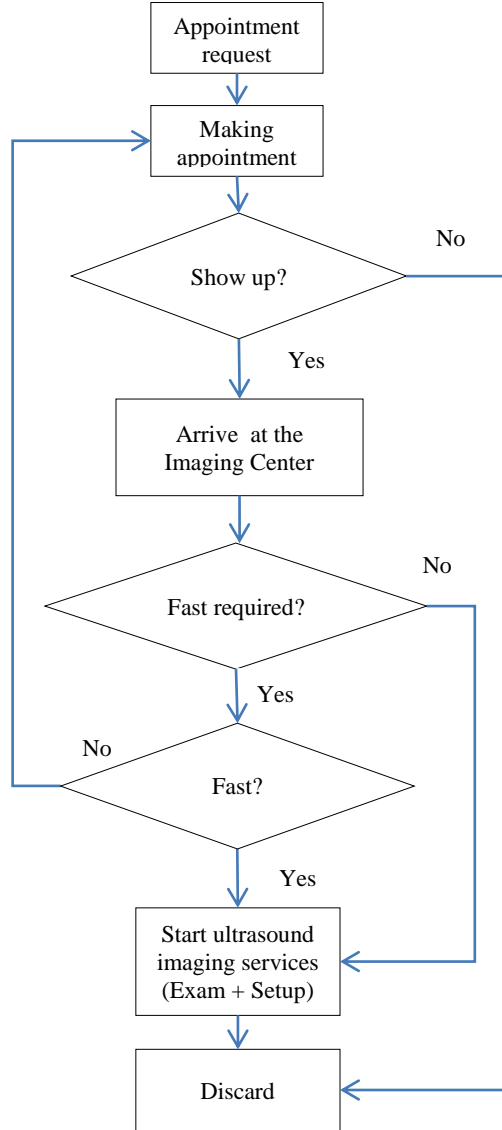 Appointment
request
Making
appointment
No
Show up?
Yes
Arrive at the
Imaging Center
No
Fast required?
Yes
No
Fast?
Yes
Start ultrasound
imaging services
(Exam + Setup)
Discard